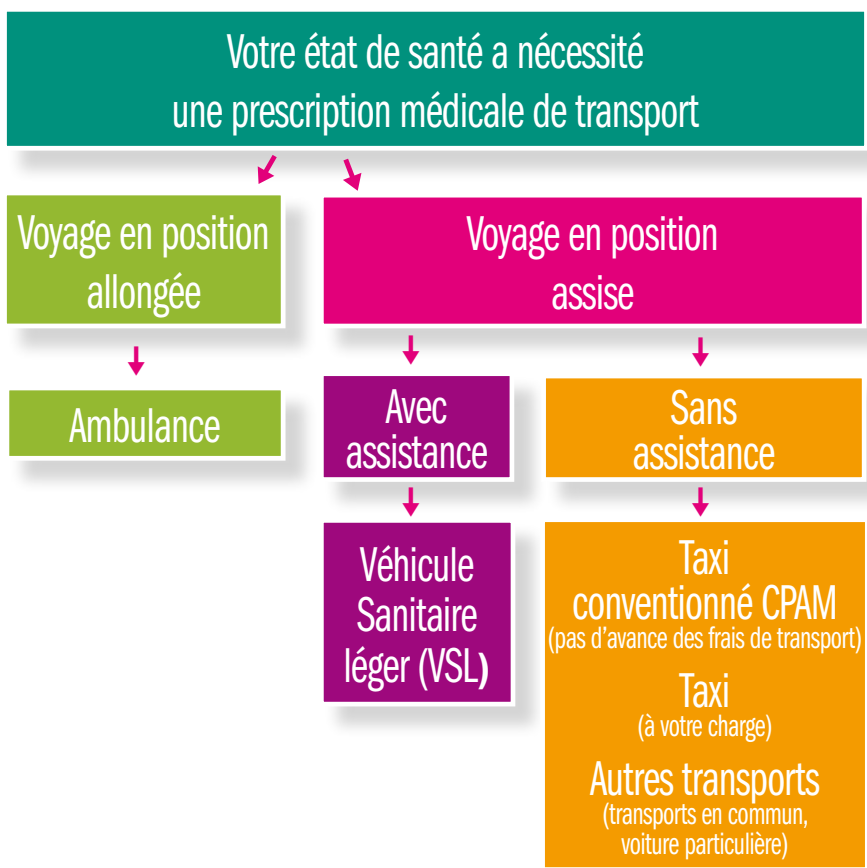 Votre état de santé a nécessité
une prescription médicale de transport
Voyage en position
allongée
Voyage en position
assise
Ambulance
Avec
assistance
Sans
assistance
Véhicule
Sanitaire
léger (VSL)
Taxi
conventionné CPAM
(pas d'avance des frais de transport)
Taxi
(à votre charge)
Autres transports
(transports en commun,
voiture particulière)